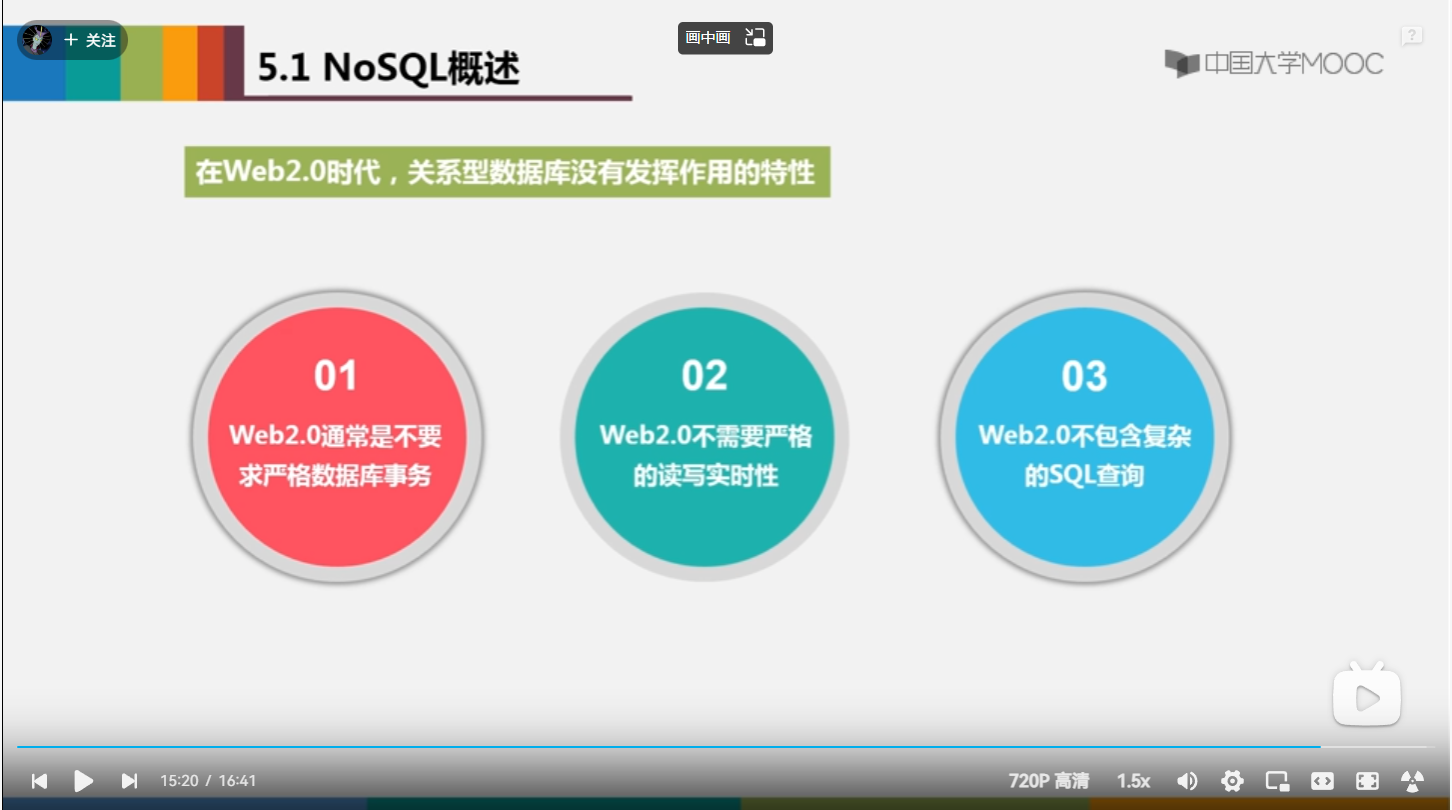 + 关注
画中画
?
5.1 NoSQL概述
中国大学MOOC
在Web2.0时代，关系型数据库没有发挥作用的特性
01
Web2.0通常是不要
求严格数据库事务
02
Web2.0不需要严格
的读写实时性
03
Web2.0不包含复杂
的SQL查询
15:20 / 16:41
720P 高清
1.5x